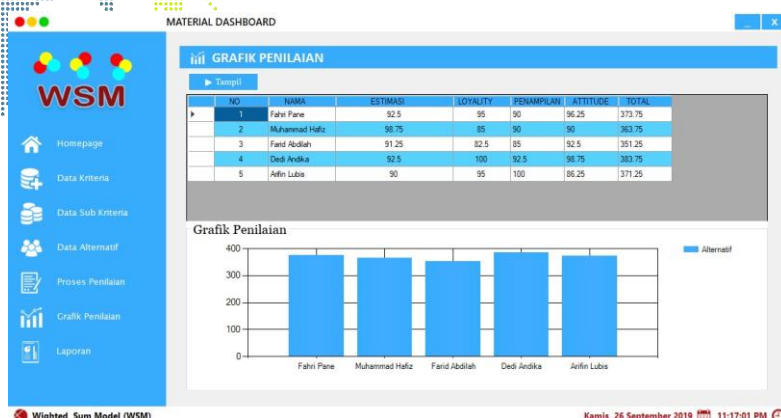 MATERIAL DASHBOARD
_ X
WSM
Homepage
Data Kriteria
Data Sub Kriteria
Data Alternatif
Proses Penilaian
Grafik Penilaian
Laporan
GRAFIK PENILAIAN
Tampil
NO NAMA ESTIMASI LOYALITY PENAMPILAN ATTITUDE TOTAL
1 Fahri Pane 92.5 95 90 96.25 373.75
2 Muhammad Hafiz 98.75 85 90 90 363.75
3 Farid Abdilah 91.25 82.5 85 92.5 351.25
4 Dedi Andika 92.5 100 92.5 98.75 383.75
5 Arifin Lubis 90 95 100 86.25 371.25
Grafik Penilaian
400
300
200
100
0
Fahri Pane Muhammad Hafiz Farid Abdilah Dedi Andika Arifin Lubis
Alternatif
Wighted Sum Model (WSM)
Kamis, 26 September 2019 11:17:01 PM